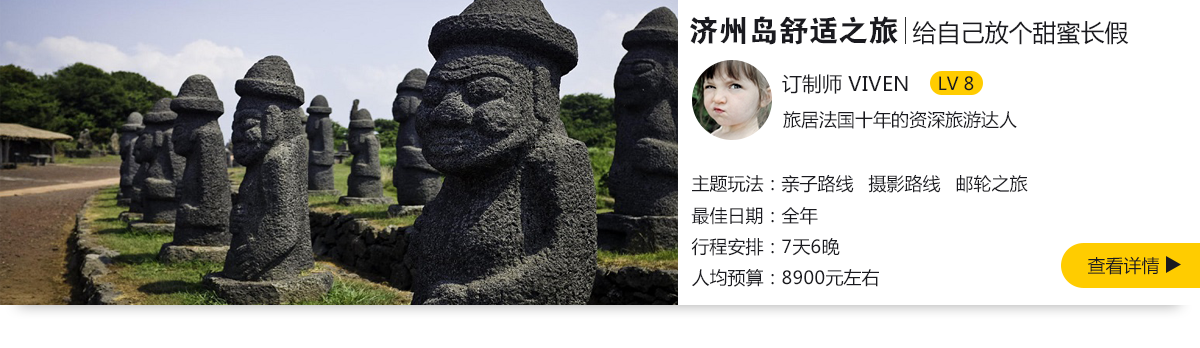 济州岛舒适之旅|给自己放个甜蜜长假
订制师 VIVEN LV 8
旅居法国十年的资深旅游达人
主题玩法：亲子路线 摄影路线 邮轮之旅
最佳日期：全年
行程安排：7天6晚
人均预算：8900元左右
查看详情 ▶